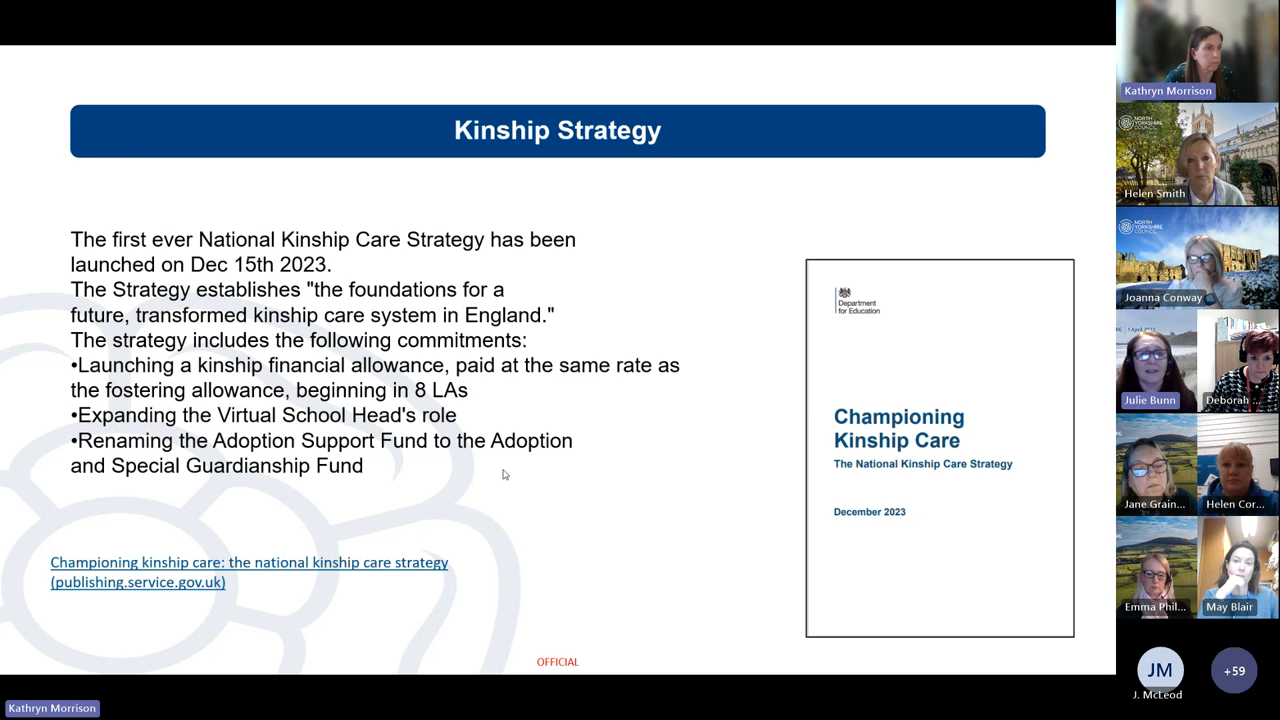 Kinship Strategy
The first ever National Kinship Care Strategy has been
launched on Dec 15th 2023.
The Strategy establishes "the foundations for a
future, transformed kinship care system in England."
The strategy includes the following commitments:
•Launching a kinship financial allowance, paid at the same rate as
the fostering allowance, beginning in 8 LAs
•Expanding the Virtual School Head's role
•Renaming the Adoption Support Fund to the Adoption
and Special Guardianship Fund
Championing kinship care: the national kinship care strategy
(publishing.service.gov.uk)
Department
for Education
Championing
Kinship Care
The National Kinship Care Strategy
December 2023
OFFICIAL
Kathryn Morrison
Kathryn Morrison
NORTH
YORKSHIRE
COUNCIL
Helen Smith
NORTH
YORKSHIRE
COUNCIL
Joanna Conway
Julie Bunn
Deborah ...
Jane Grain...
Helen Cor...
Emma Phil...
May Blair
JM
J. McLeod
+59